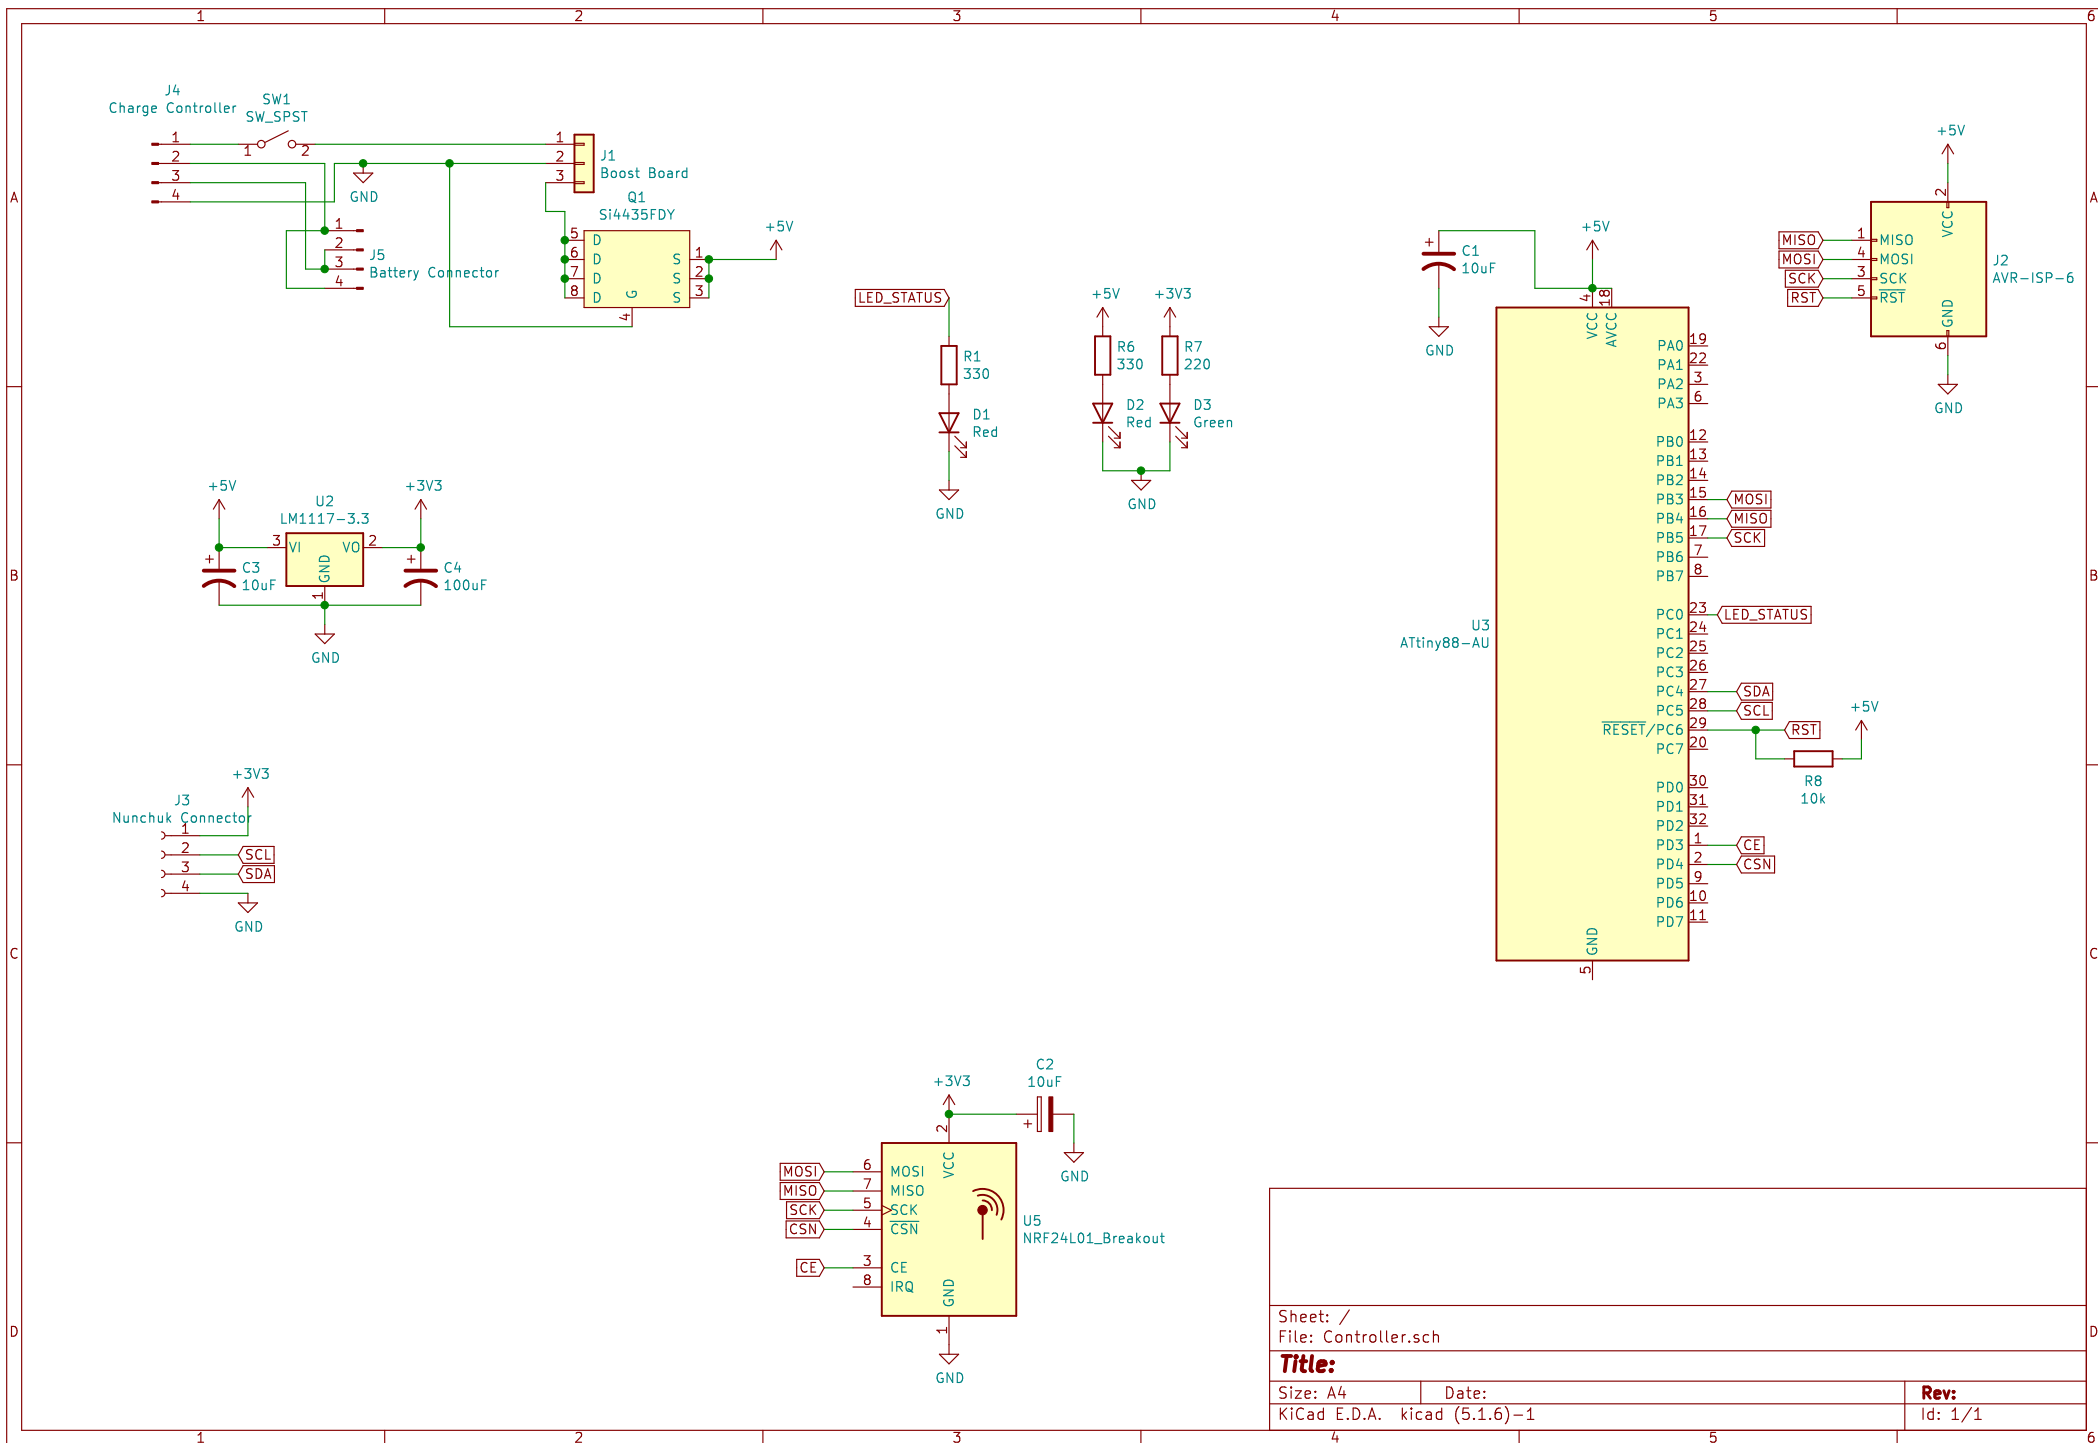 1 2 3 4 5 6
A
B
C
D
A
B
C
D
1 2 3 4 5 6
J4
Charge Controller
1
2
3
4
SW1
SW_SPST
1 2
GND
1
2
3
4
J5
Battery Connector
1
2
3
J1
Boost Board
Q1
Si4435FDY
5 D
6 D
7 D
8 D
S 1
S 2
S 3
G
4
+5V
LED_STATUS
R1
330
D1
Red
GND
+5V
+3V3
R6
330
R7
220
D2
Red
D3
Green
GND
+5V
+3V3
U2
LM1117-3.3
3 VI
VO 2
GND
1
+
C3
10uF
+
C4
100uF
GND
+3V3
J3
Nunchuk Connector
1
2 SCL
3 SDA
4
GND
+
C1
10uF
GND
+5V
4
18
VCC
AVCC
U3
ATtiny88-AU
PA0 19
PA1 22
PA2 3
PA3 6
PB0 12
PB1 13
PB2 14
PB3 15 MOSI
PB4 16 MISO
PB5 17 SCK
PB6 7
PB7 8
PC0 23 LED_STATUS
PC1 24
PC2 25
PC3 26
PC4 27 SDA
PC5 28 SCL
RESET/PC6 29 RST
PC7 20
PD0 30
PD1 31
PD2 32
PD3 1 CE
PD4 2 CSN
PD5 9
PD6 10
PD7 11
GND
5
+5V
R8
10k
+5V
2
VCC
MISO 1 MISO
MOSI 4 MOSI
SCK 3 SCK
RST 5 RST
GND
6
J2
AVR-ISP-6
GND
+3V3
C2
10uF
+
GND
2
VCC
MOSI 6 MOSI
MISO 7 MISO
SCK 5 SCK
CSN 4 CSN
CE 3 CE
8 IRQ
GND
1
U5
NRF24L01_Breakout
GND
Sheet: /
File: Controller.sch
Title:
Size: A4 Date: Rev:
KiCad E.D.A. kicad (5.1.6)-1 Id: 1/1